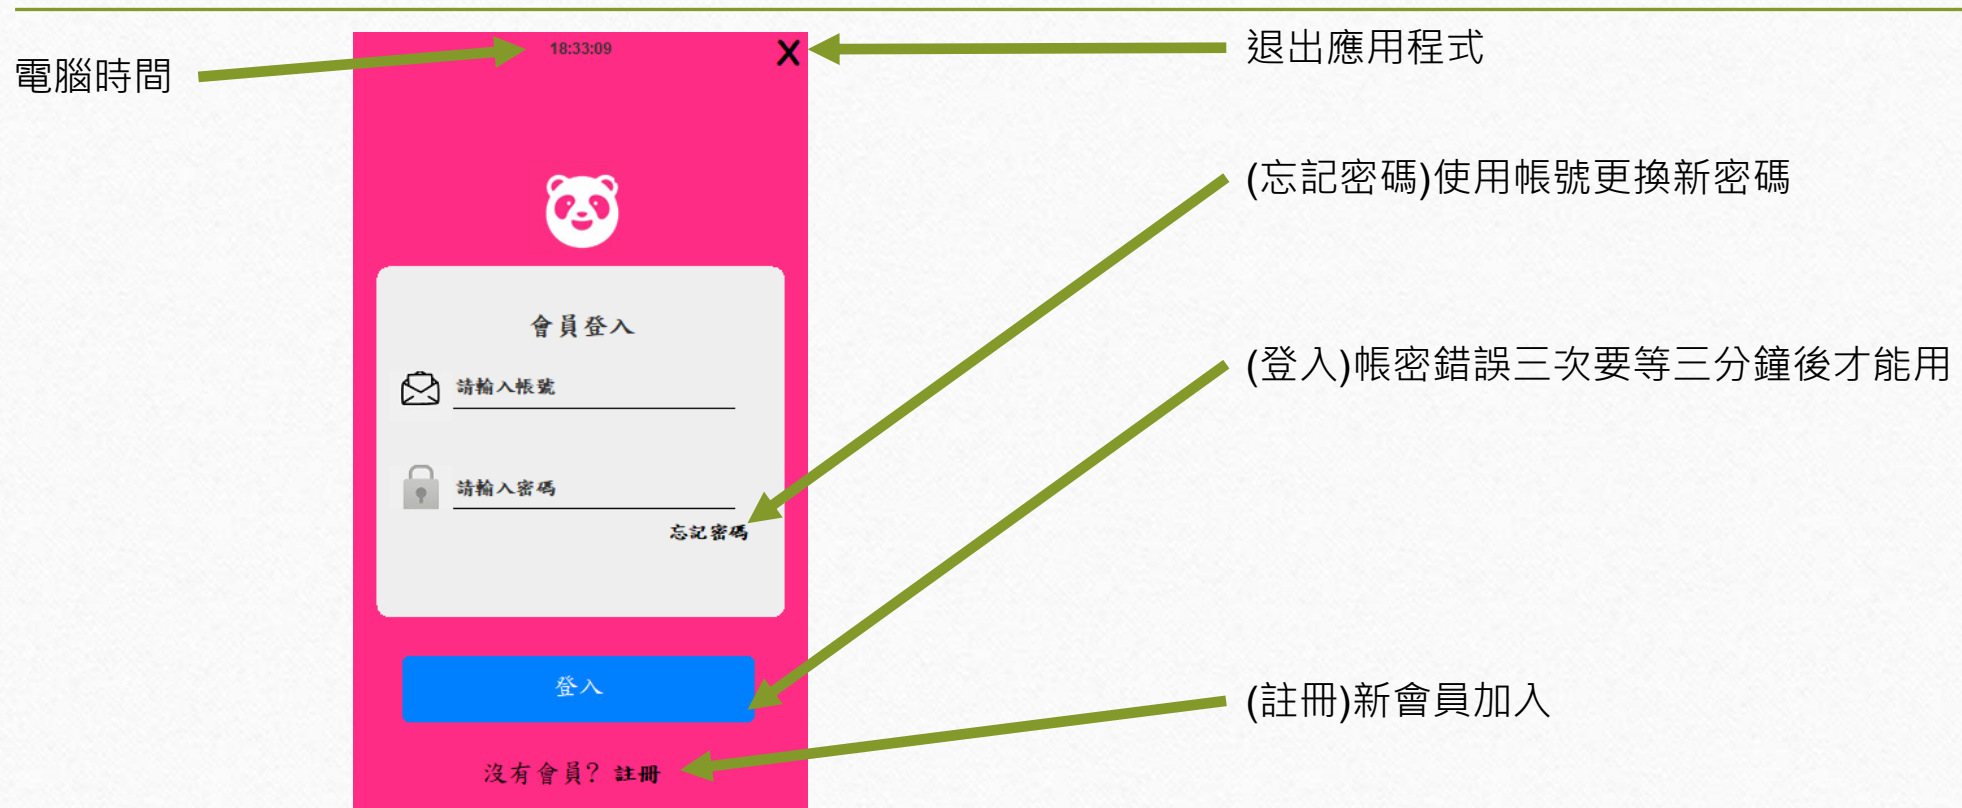 18:33:09
X
退出應用程式
電腦時間
(忘記密碼)使用帳號更換新密碼
會員登入
請輸入帳號
(登入)帳密錯誤三次要等三分鐘後才能用
請輸入密碼
忘記密碼
登入
(註冊)新會員加入
沒有會員? 註冊